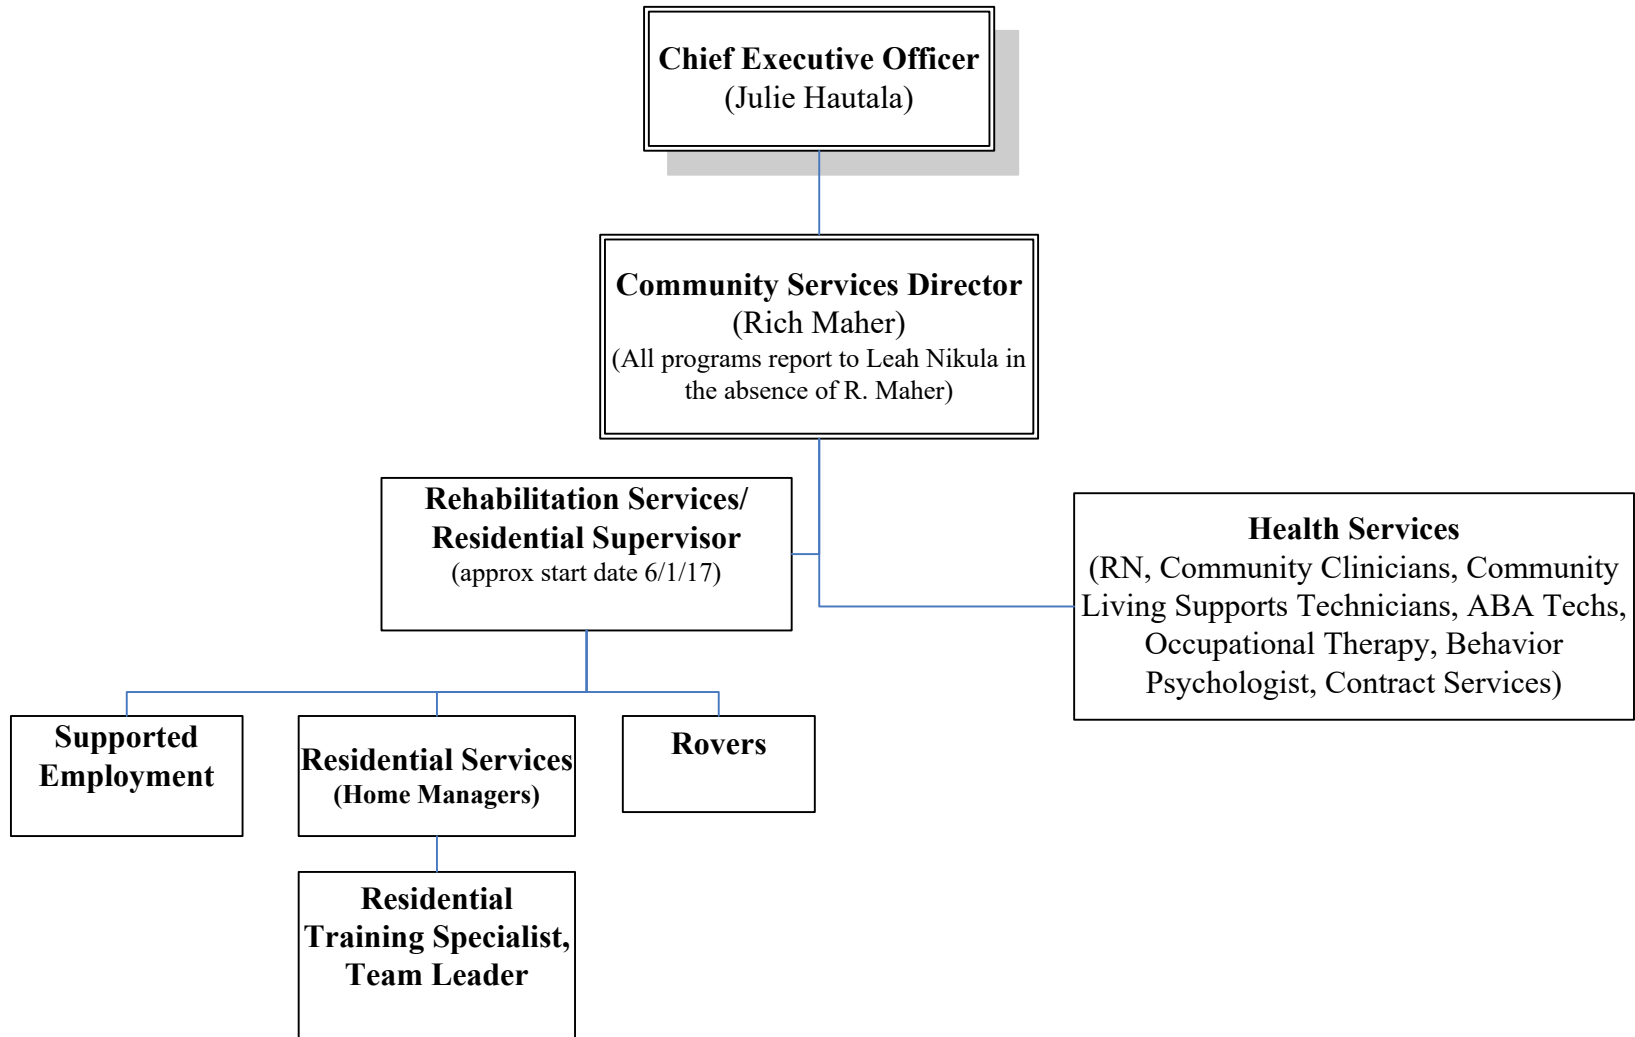 Chief Executive Officer
(Julie Hautala)
Community Services Director
(Rich Maher)
(All programs report to Leah Nikula in
the absence of R. Maher)
Rehabilitation Services/
Residential Supervisor
(approx start date 6/1/17)
Health Services
(RN, Community Clinicians, Community
Living Supports Technicians, ABA Techs,
Occupational Therapy, Behavior
Psychologist, Contract Services)
Supported
Employment
Residential Services
(Home Managers)
Rovers
Residential
Training Specialist,
Team Leader